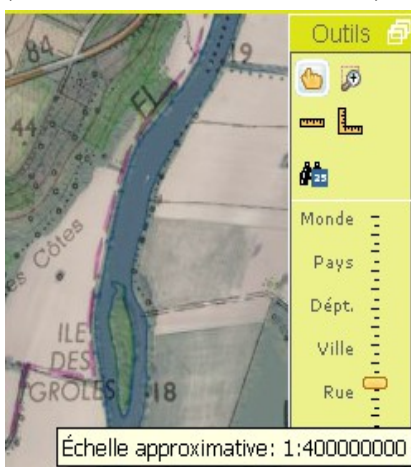 Outils
84
19
FL
44
25
Monde
Pays
es Côtes
Dépt.
Ville
ILE
DES
GROLES
18
Rue
Échelle approximative: 1:400000000